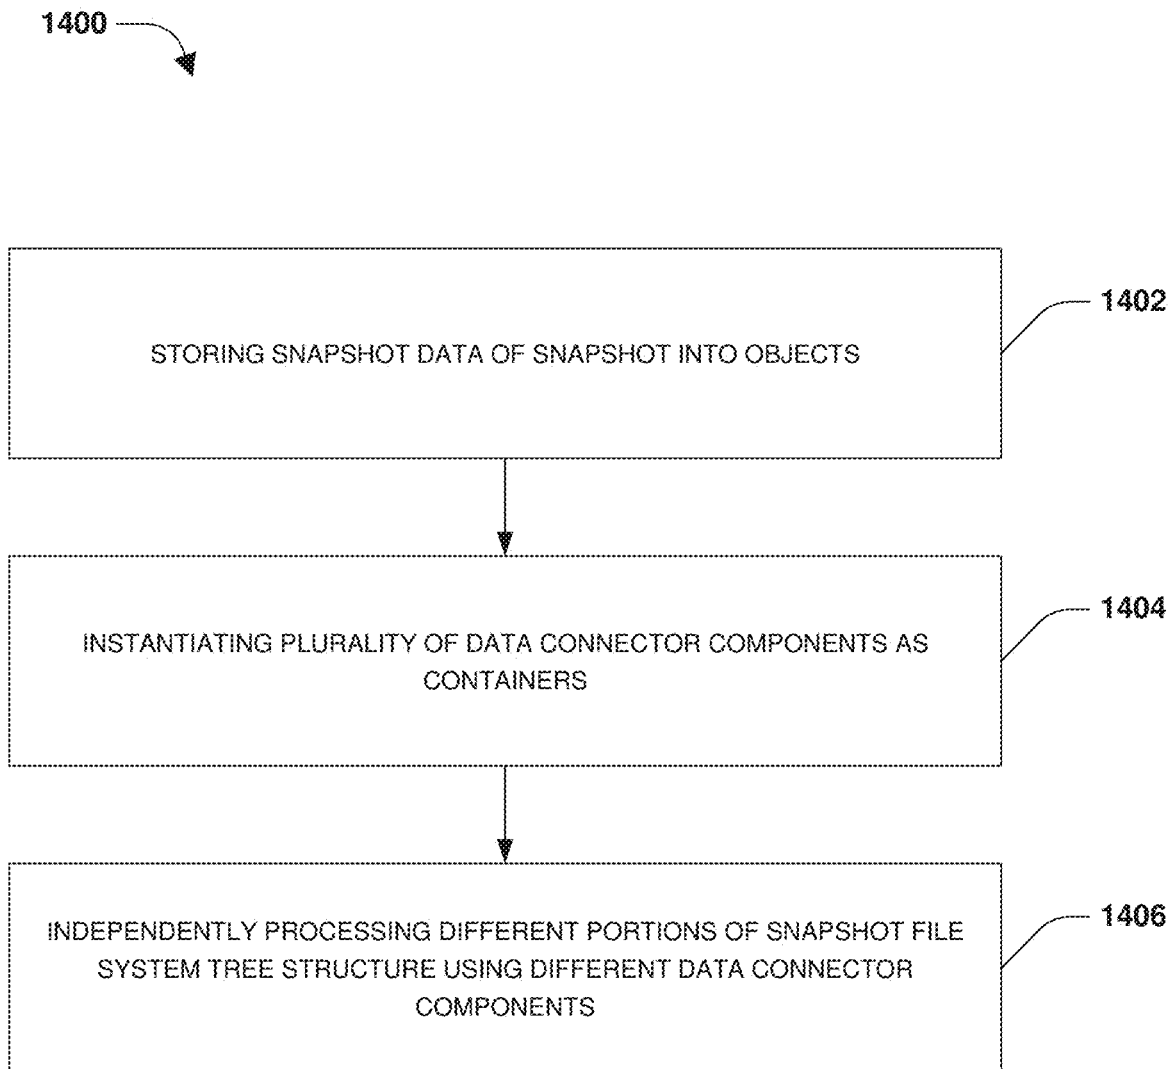 1400
STORING SNAPSHOT DATA OF SNAPSHOT INTO OBJECTS
1402
INSTANTIATING PLURALITY OF DATA CONNECTOR COMPONENTS AS
CONTAINERS
1404
INDEPENDENTLY PROCESSING DIFFERENT PORTIONS OF SNAPSHOT FILE
SYSTEM TREE STRUCTURE USING DIFFERENT DATA CONNECTOR
COMPONENTS
1406